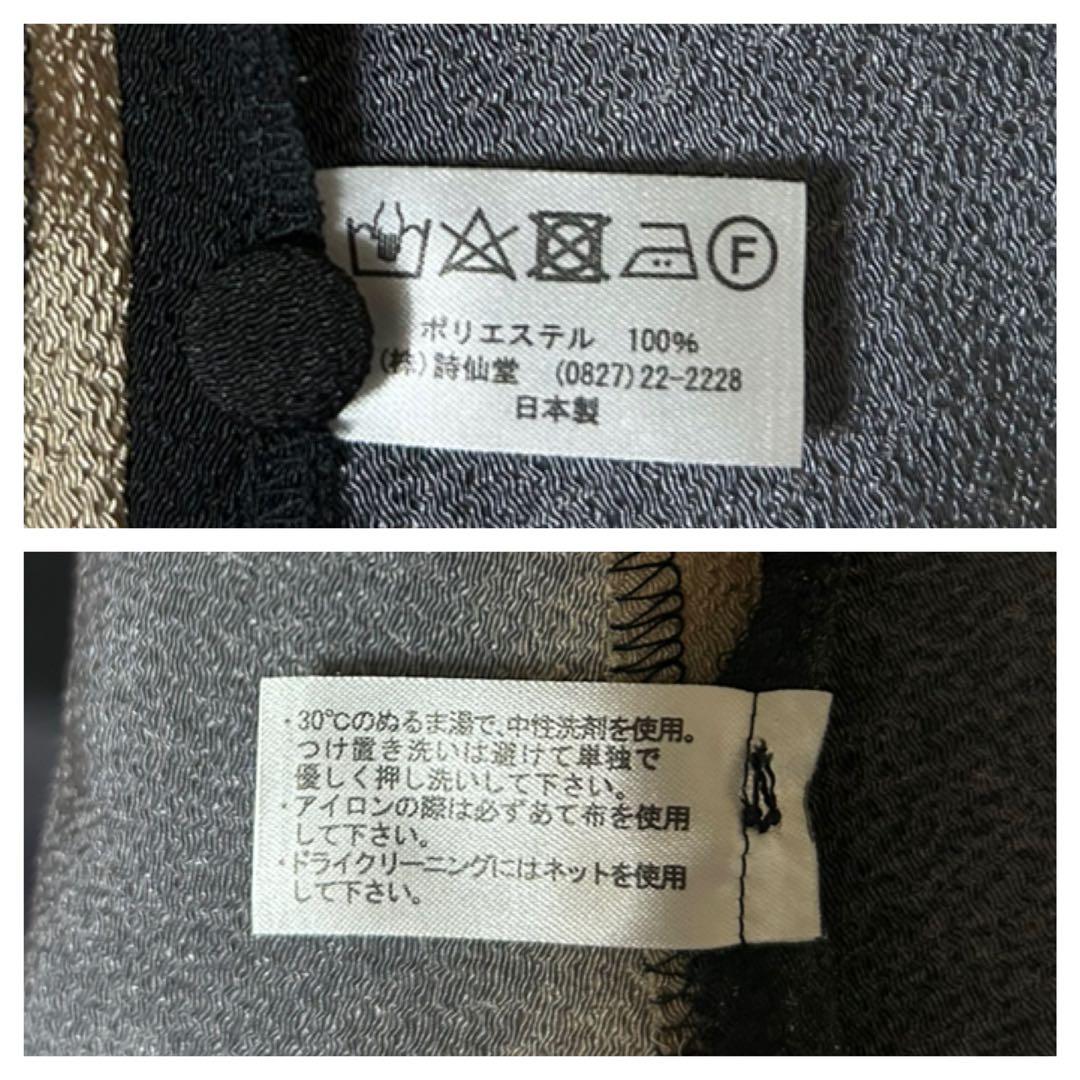 F
ポリエステル 100%
(株)詩仙堂 (0827)22-2228
日本製
・30℃のぬるま湯で、中性洗剤を使用。
つけ置き洗いは避けて単独で
優しく押し洗いして下さい。
・アイロンの際は必ずあて布を使用
して下さい。
・ドライクリーニングにはネットを使用
して下さい。